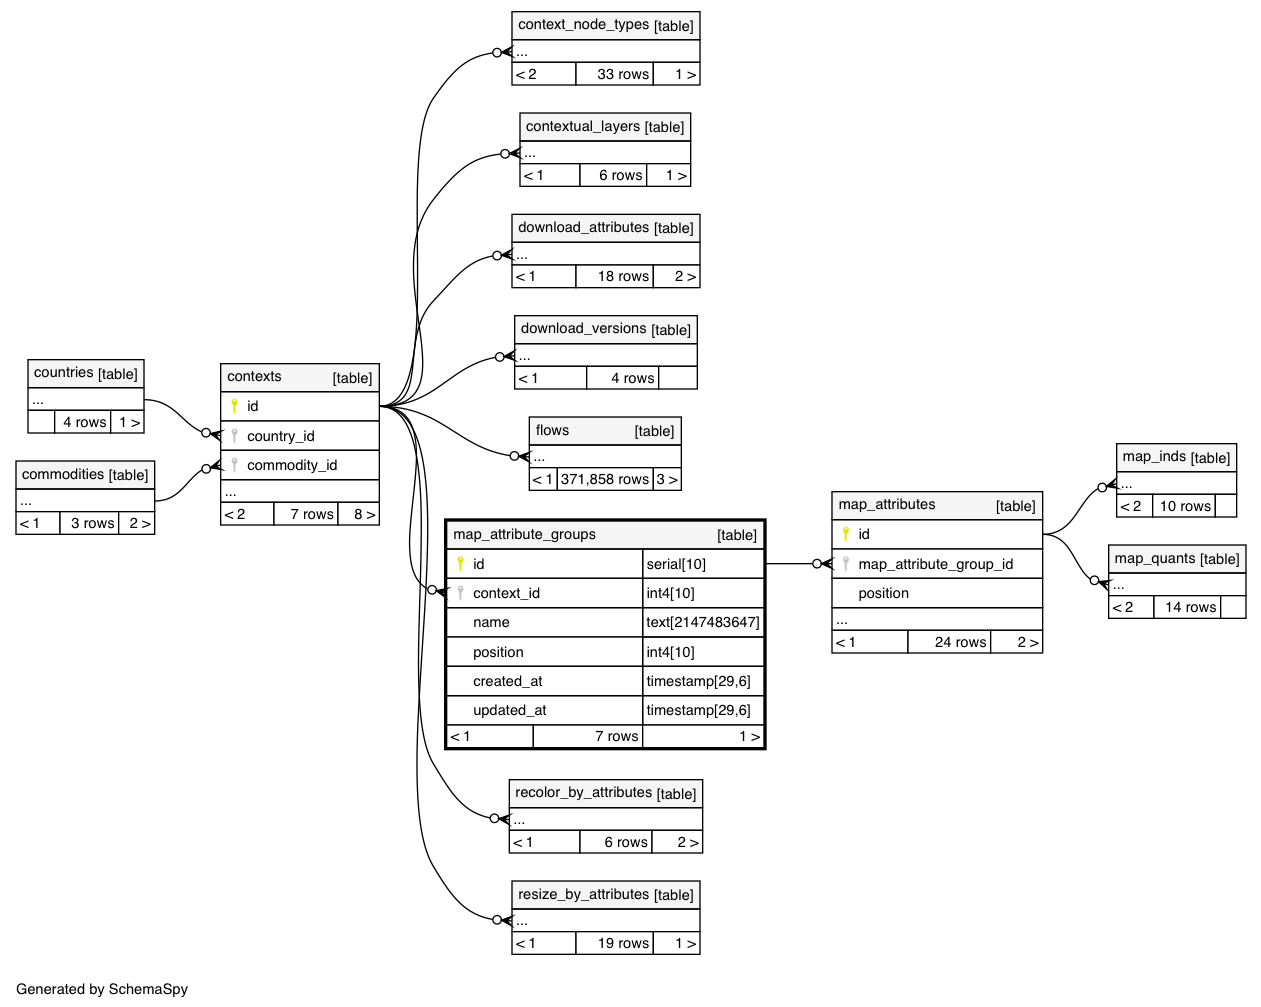 context_node_types [table]
...
< 2 33 rows 1 >
contextual_layers [table]
...
< 1 6 rows 1 >
download_attributes [table]
...
< 1 18 rows 2 >
download_versions [table]
...
< 1 4 rows
countries [table]
...
4 rows 1 >
commodities [table]
...
< 1 3 rows 2 >
contexts [table]
id
country_id
commodity_id
...
< 2 7 rows 8 >
flows [table]
...
< 1 371,858 rows 3 >
map_attribute_groups [table]
id serial[10]
context_id int4[10]
name text[2147483647]
position int4[10]
created_at timestamp[29,6]
updated_at timestamp[29,6]
< 1 7 rows 1 >
map_attributes [table]
id
map_attribute_group_id
position
...
< 1 24 rows 2 >
map_inds [table]
...
< 2 10 rows
map_quants [table]
...
< 2 14 rows
recolor_by_attributes [table]
...
< 1 6 rows 2 >
resize_by_attributes [table]
...
< 1 19 rows 1 >
Generated by SchemaSpy